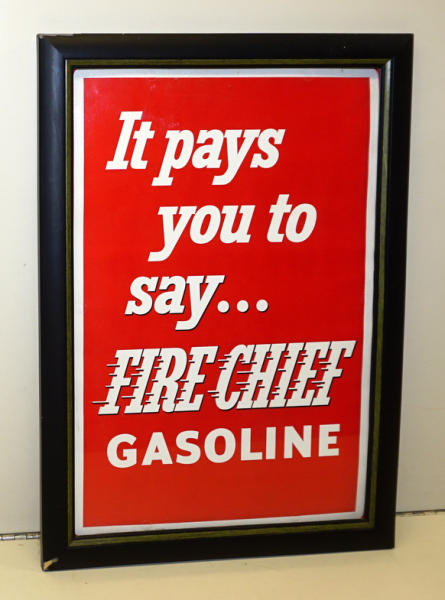 It pays
you to
say...
FIRE-CHIEF
GASOLINE